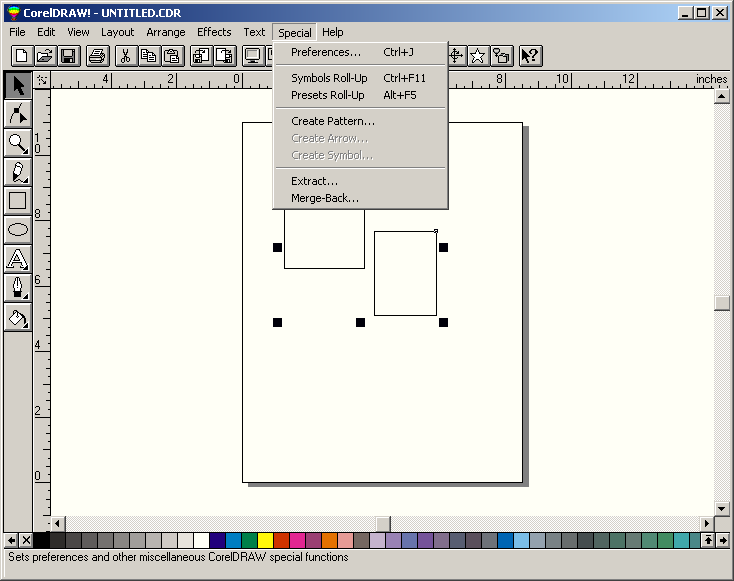 CorelDRAW! - UNTITLED.CDR
File Edit View Layout Arrange Effects Text Special Help
Preferences... Ctrl+J
Symbols Roll-Up Ctrl+F11
Presets Roll-Up Alt+F5
Create Pattern...
Create Arrow...
Create Symbol...
Extract...
Merge-Back...
4 2 0 8 10 12 inches
10
8
6
4
2
0
A
Sets preferences and other miscellaneous CorelDRAW special functions